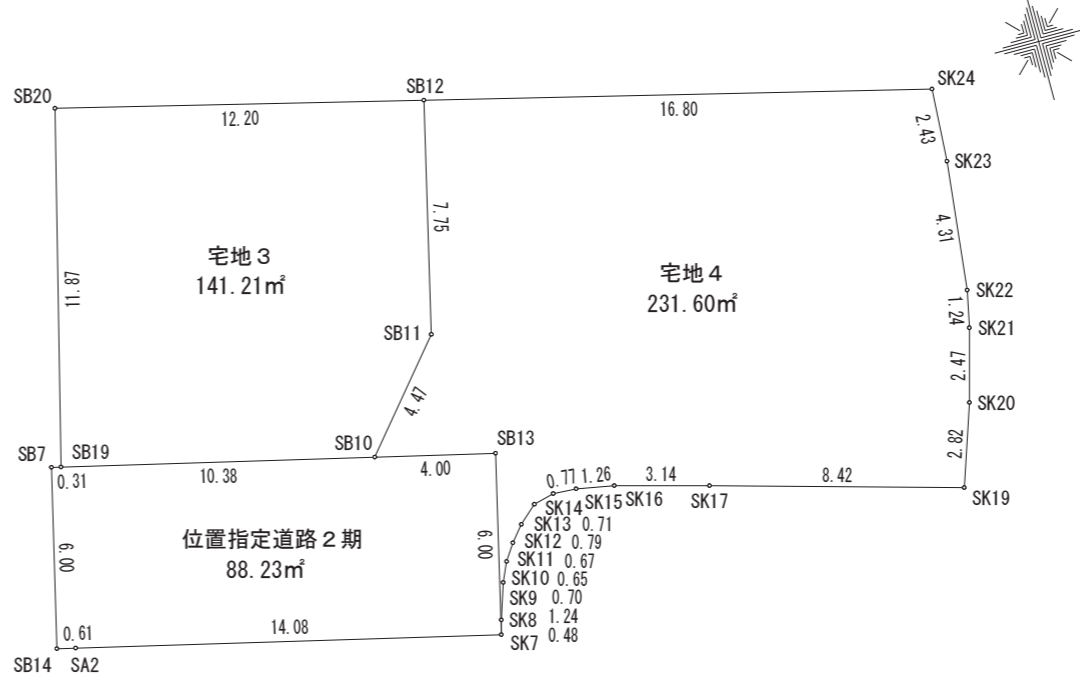 SB20
SB12
SK24
12.20
16.80
2.43
SK23
7.75
4.31
宅地３
141.21㎡
宅地４
231.60㎡
11.87
SK22
1.24
SK21
SB11
2.47
4.47
SK20
SB10
SB13
2.82
SB7
SB19
0.31
10.38
4.00
0.77
1.26
3.14
8.42
SK14
SK15
SK16
SK17
SK19
SK13 0.71
位置指定道路２期
88.23㎡
6.00
6.00
SK12 0.79
SK11 0.67
SK10 0.65
SK9 0.70
SK8 1.24
SK7 0.48
0.61
14.08
SB14
SA2